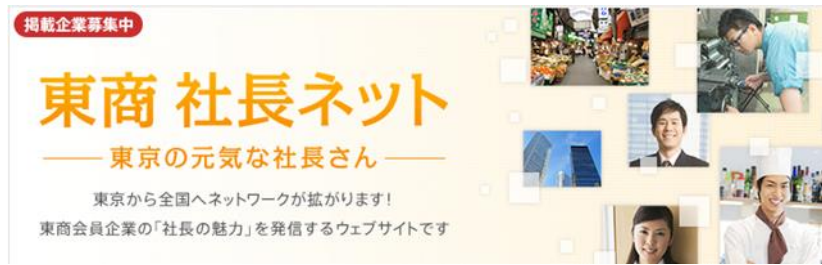 掲載企業募集中
東商 社長ネット
東京の元気な社長さん
東京から全国へネットワークが拡がります!
東商会員企業の「社長の魅力」を発信するウェブサイトです